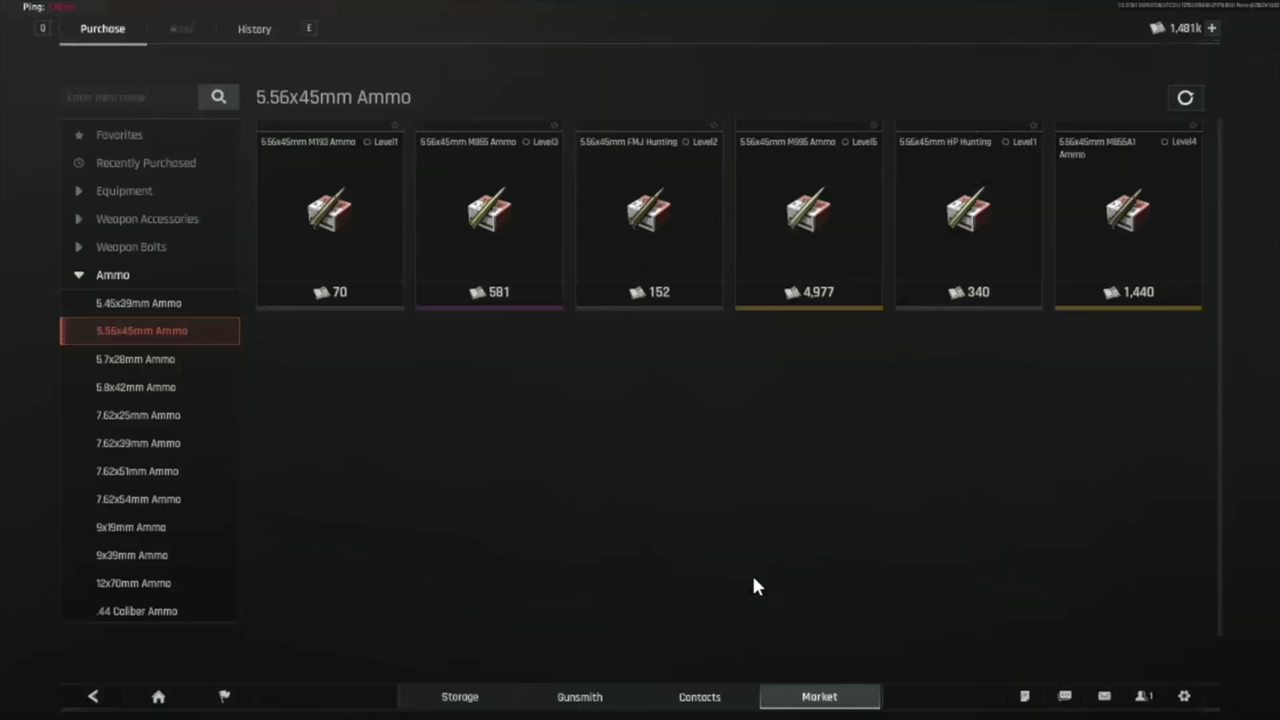 Ping:
Q
Purchase
History
E
1,481k
5.56x45mm Ammo
Favorites
Recently Purchased
Equipment
Weapon Accessories
Weapon Bolts
Ammo
5.45x39mm Ammo
5.56x45mm Ammo
5.7x28mm Ammo
5.8x42mm Ammo
7.62x25mm Ammo
7.62x39mm Ammo
7.62x51mm Ammo
7.62x54mm Ammo
9x19mm Ammo
9x39mm Ammo
12x70mm Ammo
.44 Caliber Ammo
5.56x45mm M193 Ammo Level1
70
5.56x45mm M855 Ammo Level3
581
5.56x45mm FMJ Hunting Level2
152
5.56x45mm M995 Ammo Level5
4,977
5.56x45mm HP Hunting Level1
340
5.56x45mm M855A1 Level4
Ammo
1,440
Storage
Gunsmith
Contacts
Market
1